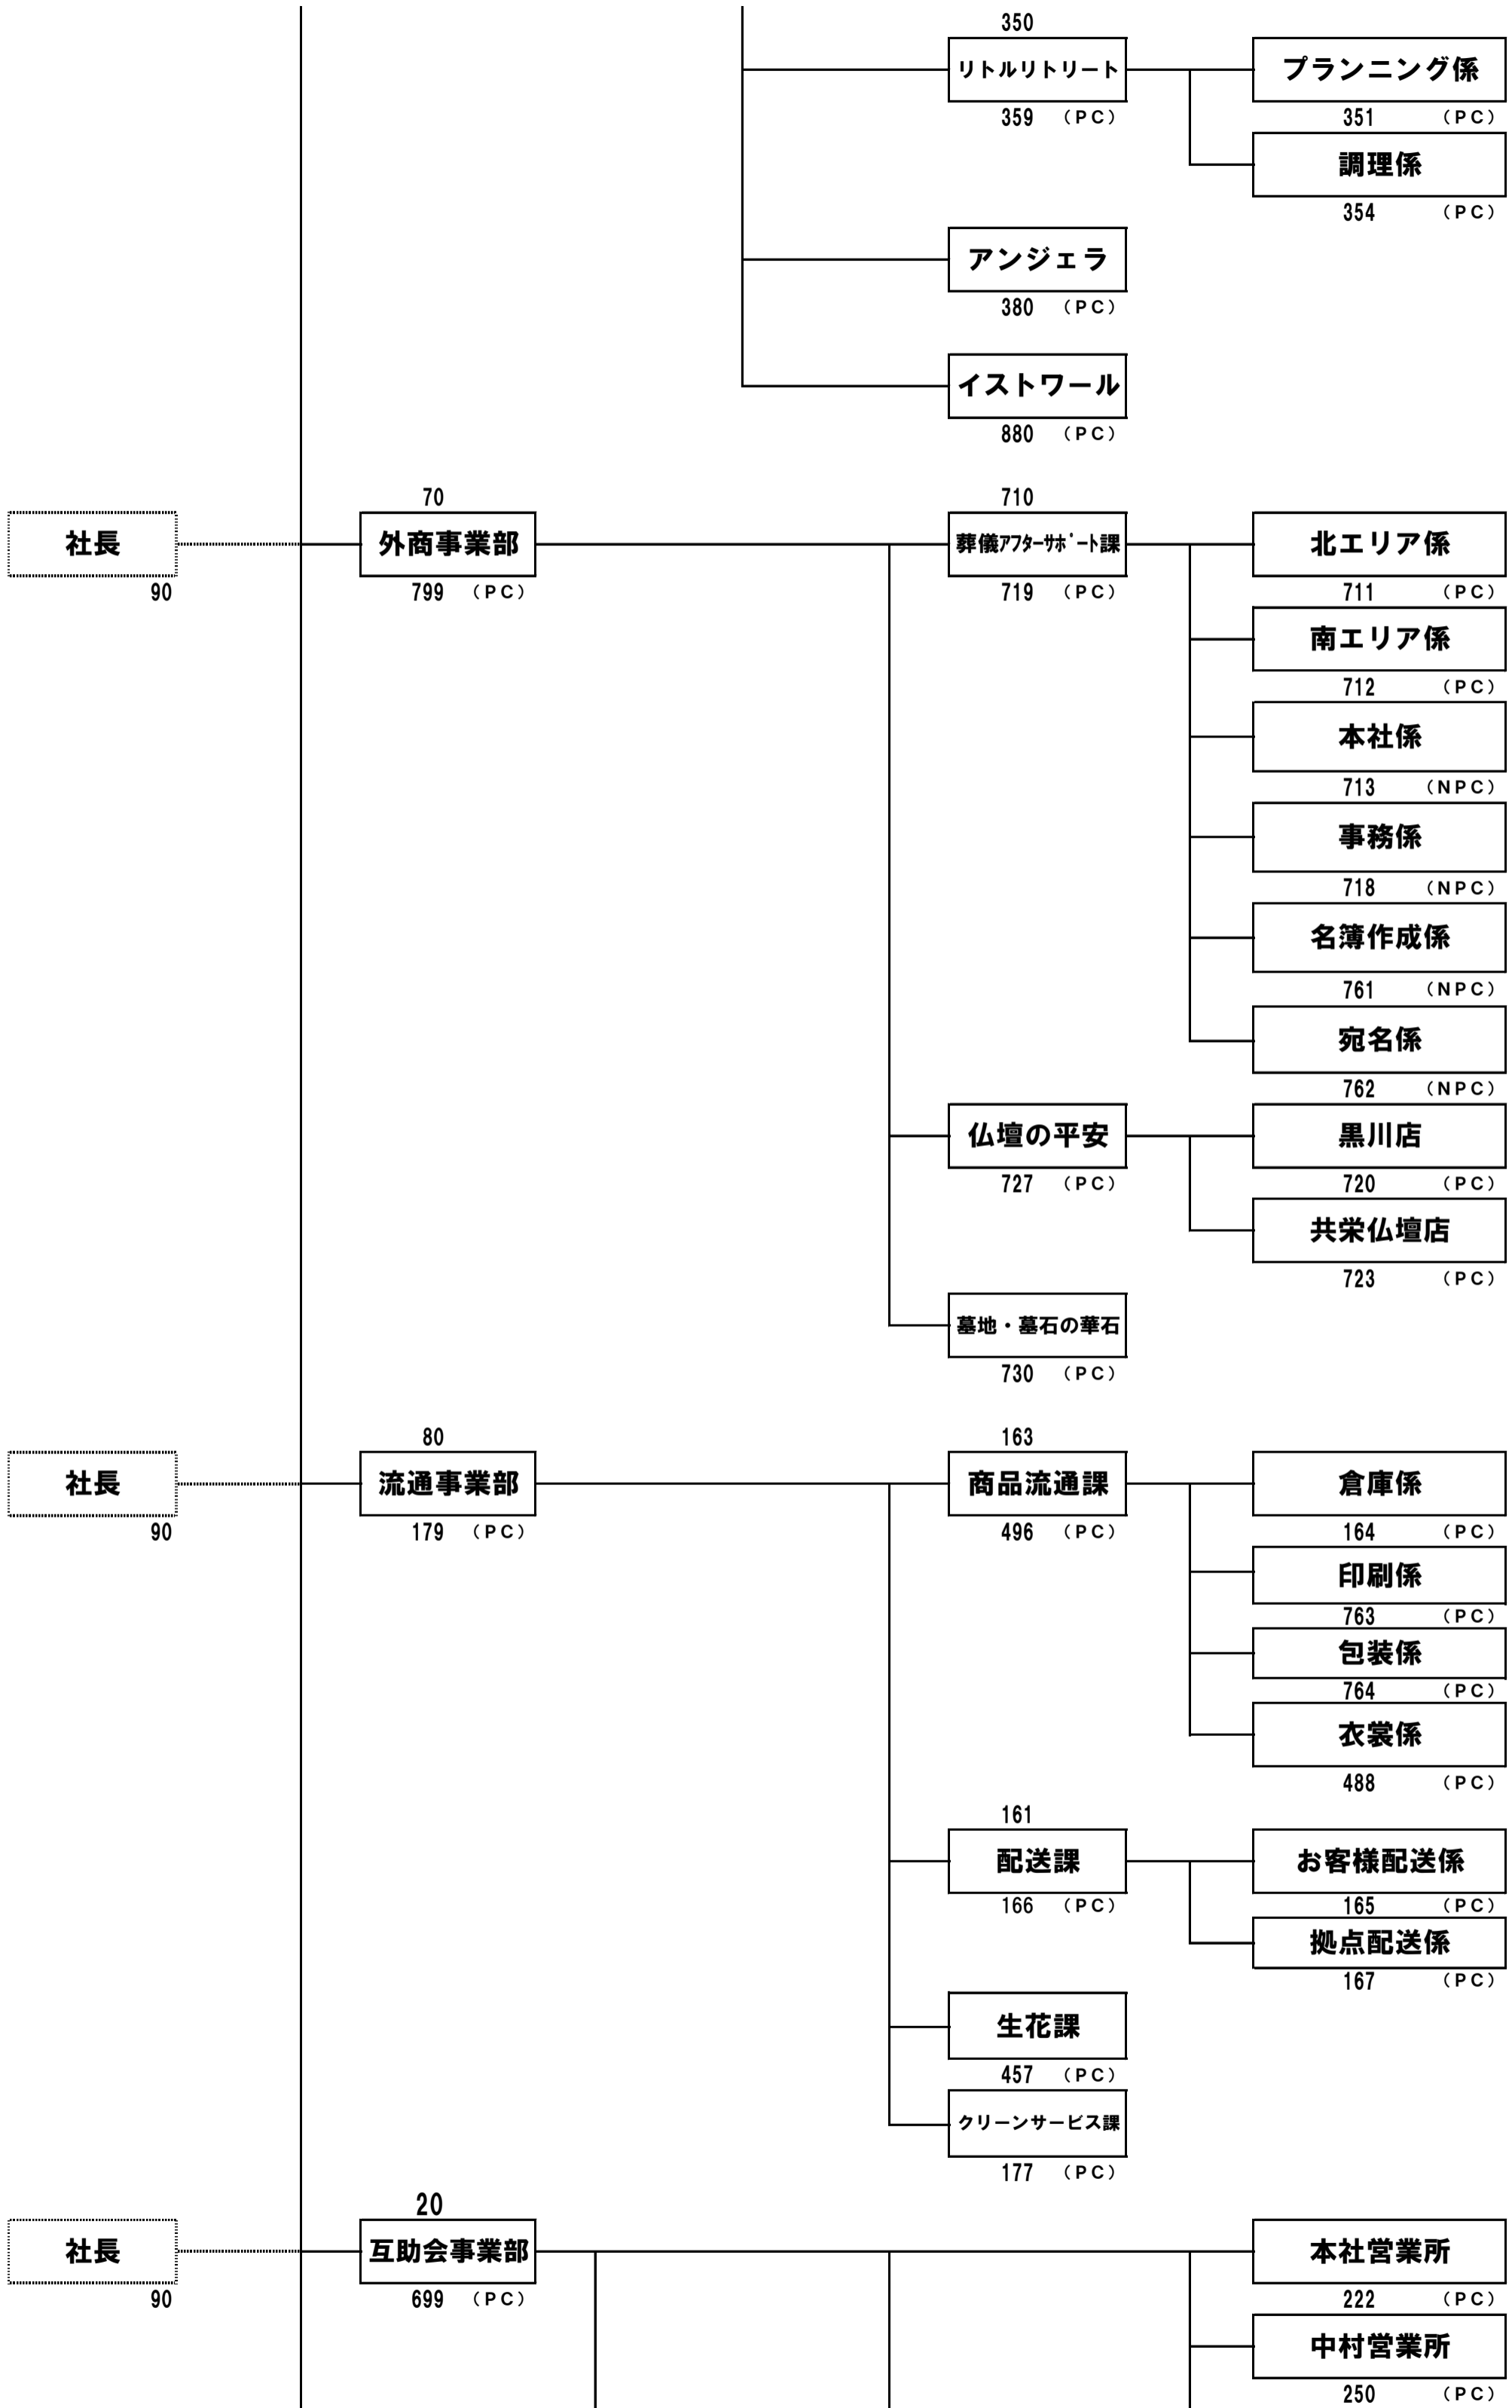 350
リトルリトリート
プランニング係
359 （PC）
351 （PC）
調理係
354 （PC）
アンジェラ
380 （PC）
イストワール
880 （PC）
70
710
社長
外商事業部
葬儀ｱﾌﾀｰｻﾎﾟｰﾄ課
北エリア係
90
799 （PC）
719 （PC）
711 （PC）
南エリア係
712 （PC）
本社係
713 （NPC）
事務係
718 （NPC）
名簿作成係
761 （NPC）
宛名係
762 （NPC）
仏壇の平安
黒川店
727 （PC）
720 （PC）
共栄仏壇店
723 （PC）
墓地・墓石の華石
730 （PC）
80
163
社長
流通事業部
商品流通課
倉庫係
90
179 （PC）
496 （PC）
164 （PC）
印刷係
763 （PC）
包装係
764 （PC）
衣裳係
488 （PC）
161
配送課
お客様配送係
166 （PC）
165 （PC）
拠点配送係
167 （PC）
生花課
457 （PC）
クリーンサービス課
177 （PC）
20
社長
互助会事業部
本社営業所
90
699 （PC）
222 （PC）
中村営業所
250 （PC）